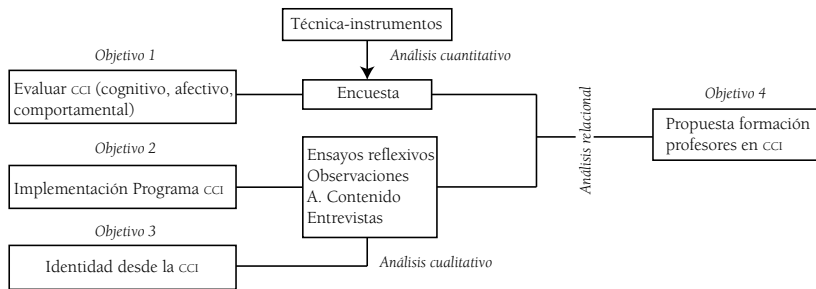 Técnica-instrumentos
Objetivo 1
Análisis cuantitativo
Evaluar CCI (cognitivo, afectivo,
comportamental)
Encuesta
Objetivo 2
Implementación Programa CCI
Ensayos reflexivos
Observaciones
A. Contenido
Entrevistas
Objetivo 3
Identidad desde la CCI
Análisis cualitativo
Análisis relacional
Objetivo 4
Propuesta formación
profesores en CCI